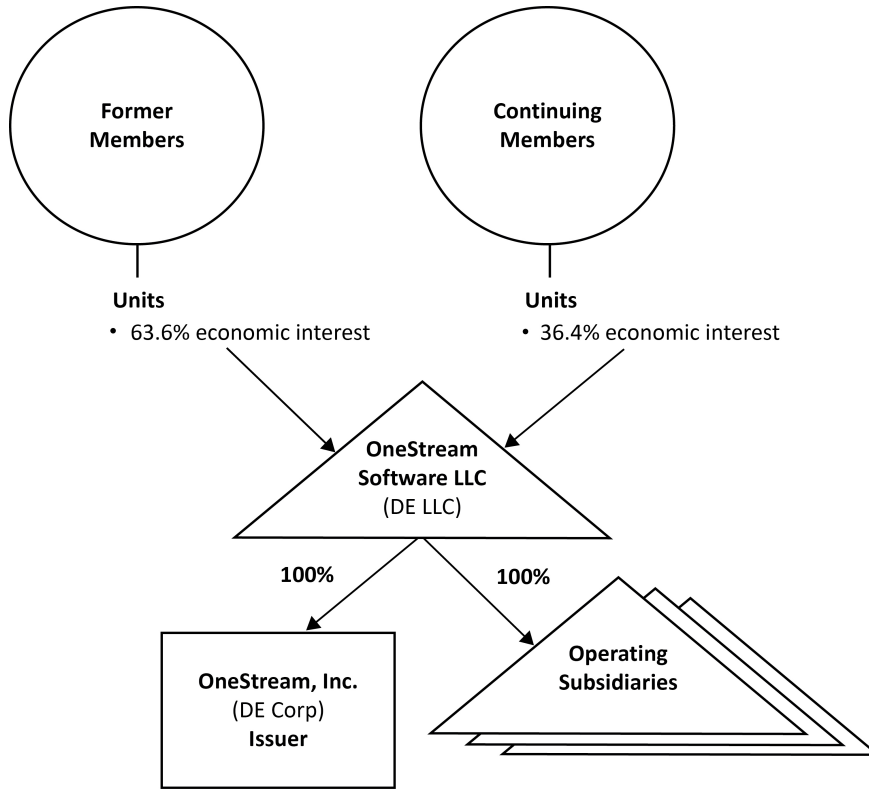 Former
Members
Continuing
Members
Units
• 63.6% economic interest
Units
• 36.4% economic interest
OneStream
Software LLC
(DE LLC)
100%
100%
OneStream, Inc.
(DE Corp)
Issuer
Operating
Subsidiaries